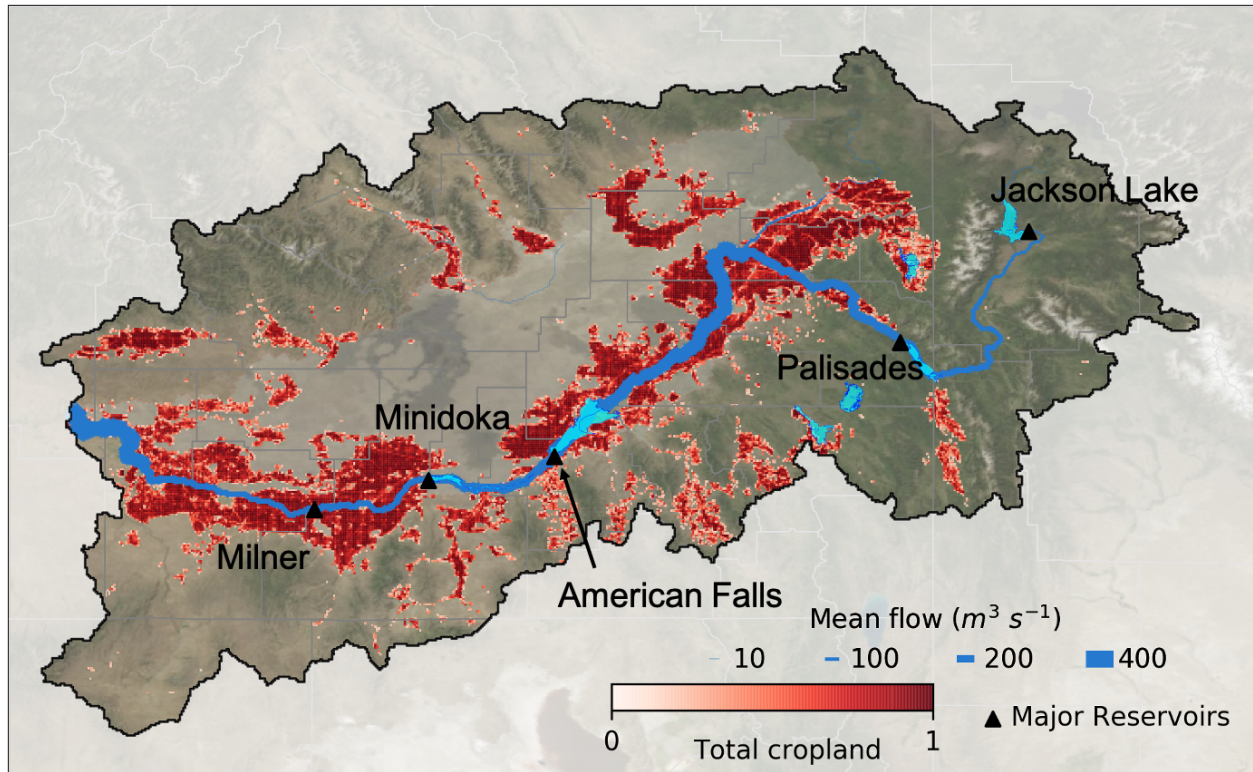 Jackson Lake
Palisades
Minidoka
Milner
American Falls
Mean flow (m³ s⁻¹)
10 100 200 400
Major Reservoirs
0 1
Total cropland